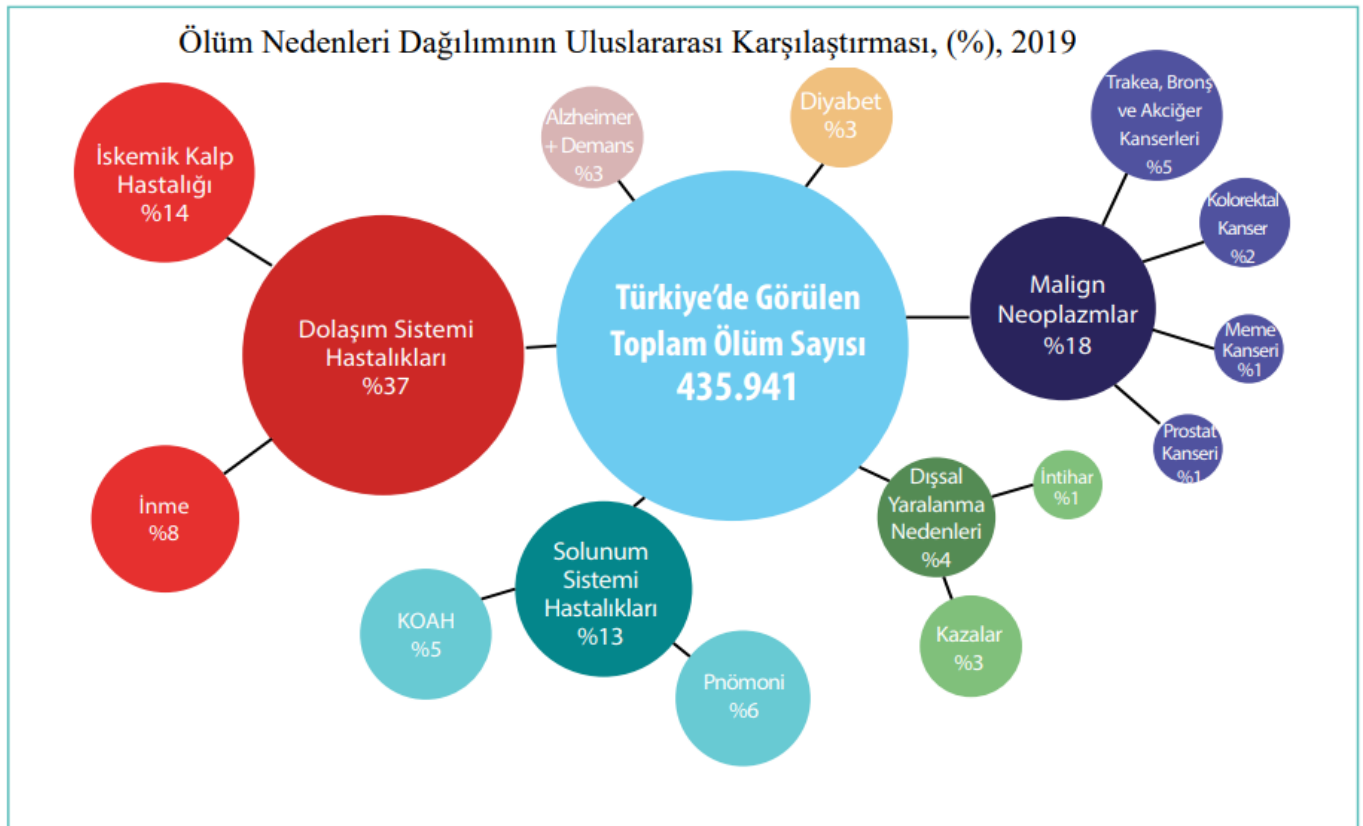 Ölüm Nedenleri Dağılımının Uluslararası Karşılaştırması, (%), 2019
İskemik Kalp
Hastalığı
%14
Dolaşım Sistemi
Hastalıkları
%37
İnme
%8
Alzheimer
+ Demans
%3
Diyabet
%3
Türkiye’de Görülen
Toplam Ölüm Sayısı
435.941
Solunum
Sistemi
Hastalıkları
%13
KOAH
%5
Pnömoni
%6
Malign
Neoplazmlar
%18
Trakea, Bronş
ve Akciğer
Kanserleri
%5
Kolorektal
Kanser
%2
Meme
Kanseri
%1
Prostat
Kanseri
%1
Dışsal
Yaralanma
Nedenleri
%4
İntihar
%1
Kazalar
%3